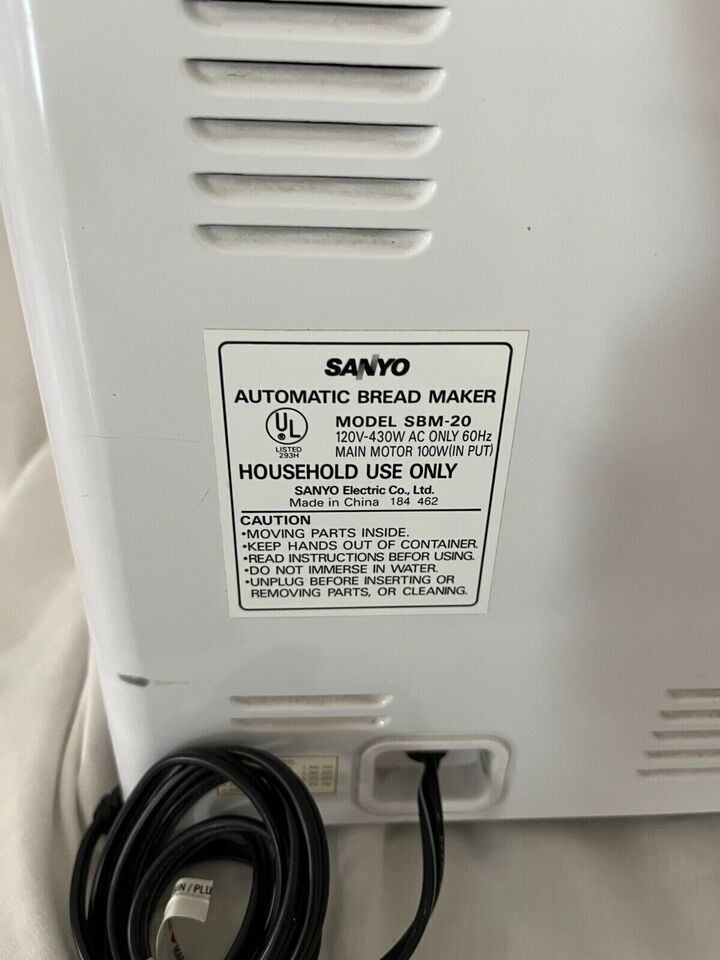 SANYO
AUTOMATIC BREAD MAKER
UL
®
LISTED
293H
MODEL SBM-20
120V-430W AC ONLY 60Hz
MAIN MOTOR 100W(IN PUT)
HOUSEHOLD USE ONLY
SANYO Electric Co., Ltd.
Made in China 184 462
CAUTION
•MOVING PARTS INSIDE.
•KEEP HANDS OUT OF CONTAINER.
•READ INSTRUCTIONS BEFOR USING.
•DO NOT IMMERSE IN WATER.
•UNPLUG BEFORE INSERTING OR
REMOVING PARTS, OR CLEANING.
/ PLU